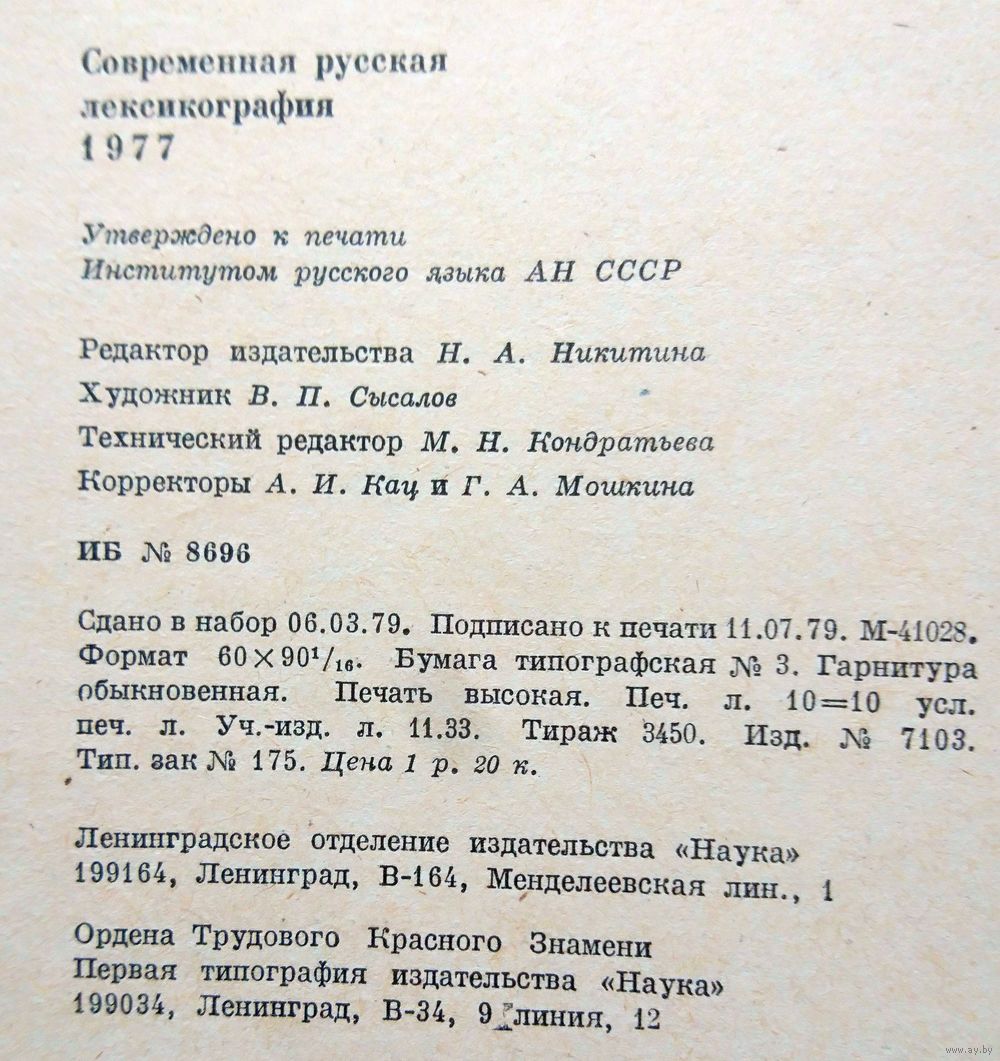 Современная русская
лексикография
1977
Утверждено к печати
Институтом русского языка АН СССР
Редактор издательства Н. А. Никитина
Художник В. П. Сысалов
Технический редактор М. Н. Кондратьева
Корректоры А. И. Кац и Г. А. Мошкина
ИБ № 8696
Сдано в набор 06.03.79. Подписано к печати 11.07.79. М-41028.
Формат 60×90¹/₁₆. Бумага типографская № 3. Гарнитура
обыкновенная. Печать высокая. Печ. л. 10=10 усл.
печ. л. Уч.-изд. л. 11.33. Тираж 3450. Изд. № 7103.
Тип. зак № 175. Цена 1 р. 20 к.
Ленинградское отделение издательства «Наука»
199164, Ленинград, В-164, Менделеевская лин., 1
Ордена Трудового Красного Знамени
Первая типография издательства «Наука»
199034, Ленинград, В-34, 9 линия, 12
www.ay.by